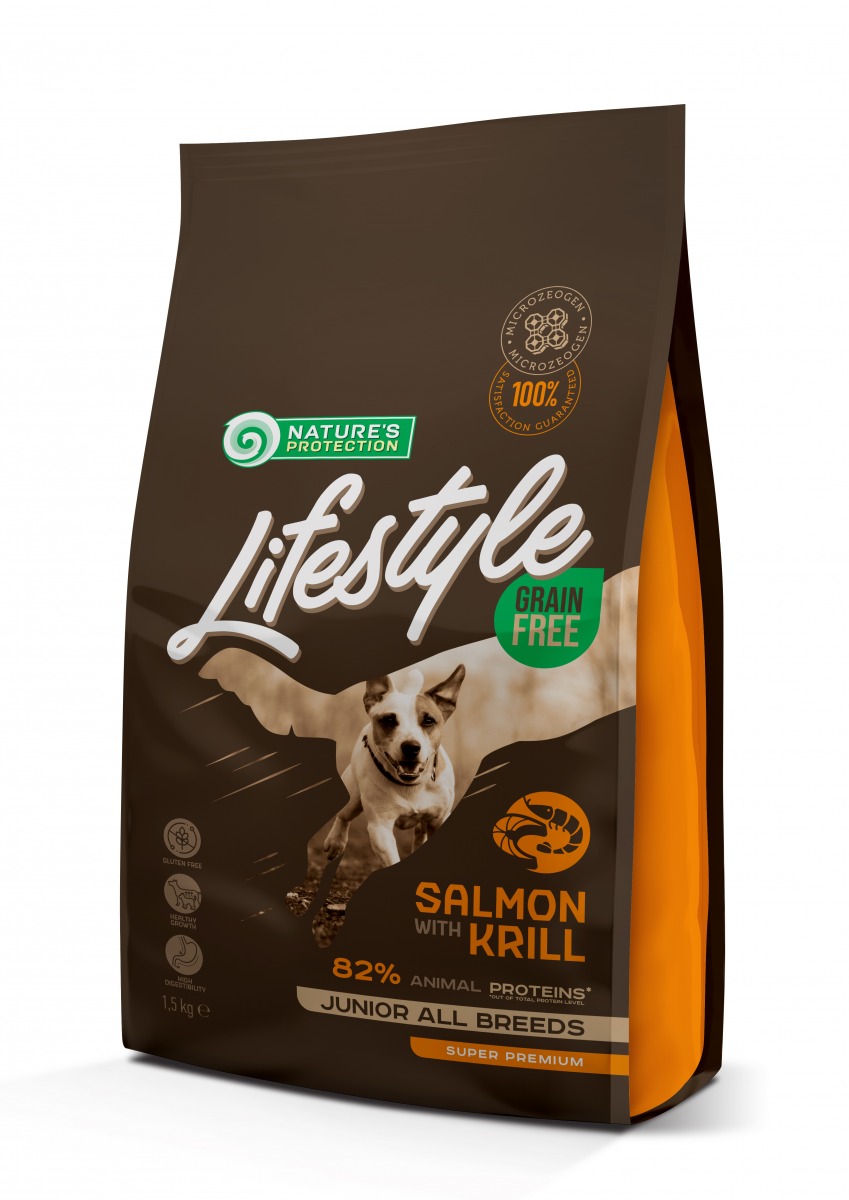 • MICROZEOGEN •
MICROZEOGEN
100%
SATISFACTION GUARANTEED
NATURE'S
PROTECTION
Lifestyle
GRAIN
FREE
GLUTEN FREE
HEALTHY
GROWTH
HIGH
DIGESTIBILITY
1,5 kg ℮
SALMON
WITH KRILL
82% ANIMAL PROTEINS*
*OUT OF TOTAL PROTEIN LEVEL
JUNIOR ALL BREEDS
SUPER PREMIUM